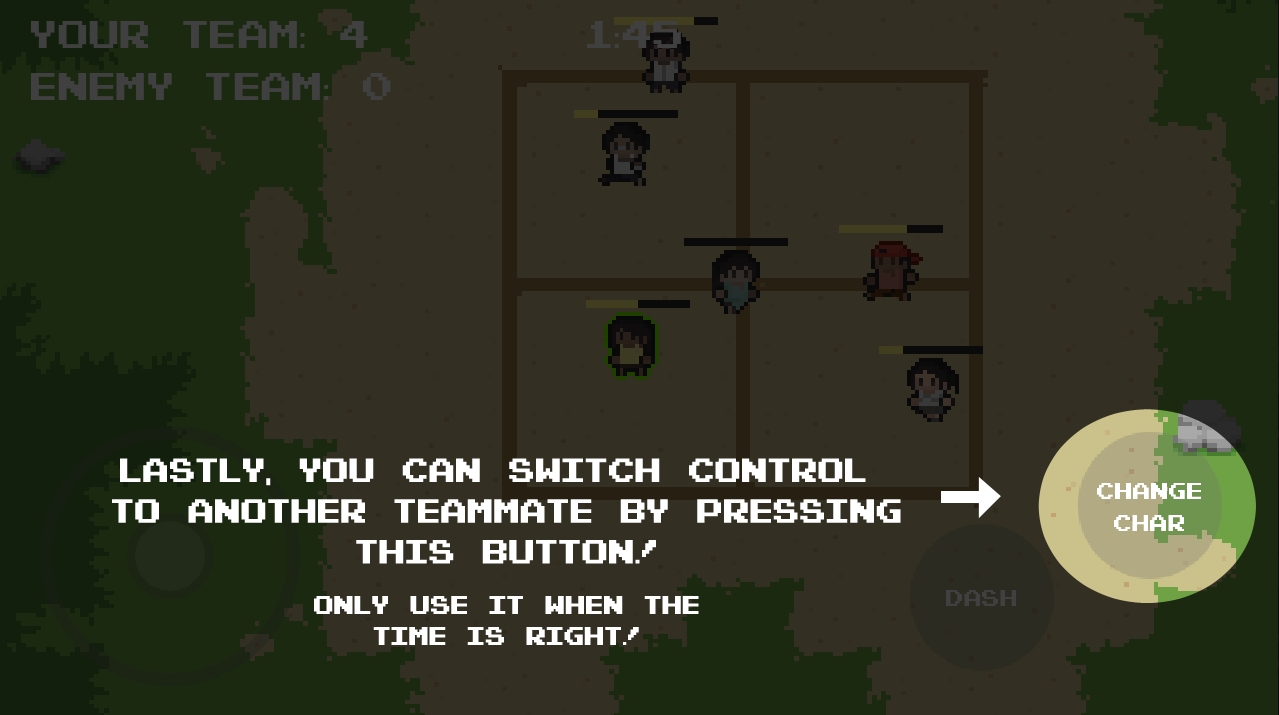 YOUR TEAM: 4
1:45
ENEMY TEAM: 0
LASTLY, YOU CAN SWITCH CONTROL
TO ANOTHER TEAMMATE BY PRESSING
THIS BUTTON!
ONLY USE IT WHEN THE
TIME IS RIGHT!
CHANGE
CHAR
DASH